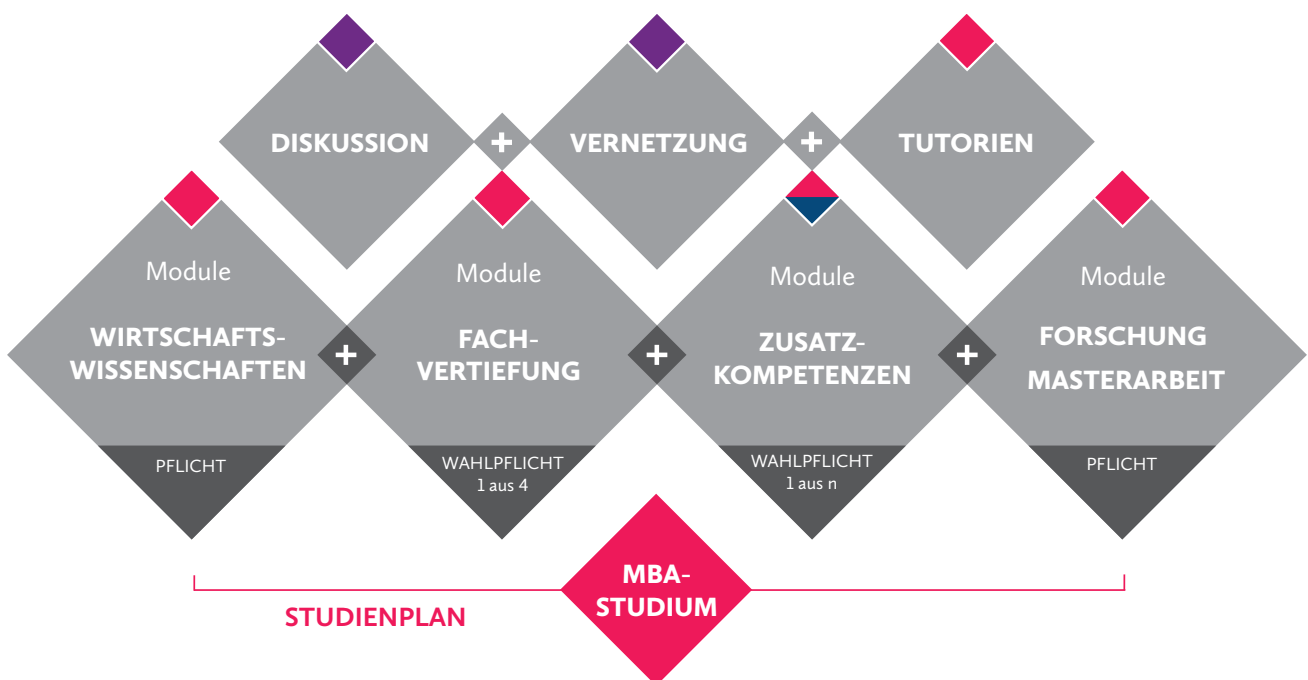 DISKUSSION
+
VERNETZUNG
+
TUTORIEN
Module
WIRTSCHAFTS-
WISSENSCHAFTEN
PFLICHT
+
Module
FACH-
VERTIEFUNG
WAHLPFLICHT
1 aus 4
+
Module
ZUSATZ-
KOMPETENZEN
WAHLPFLICHT
1 aus n
+
Module
FORSCHUNG
MASTERARBEIT
PFLICHT
STUDIENPLAN
MBA-
STUDIUM